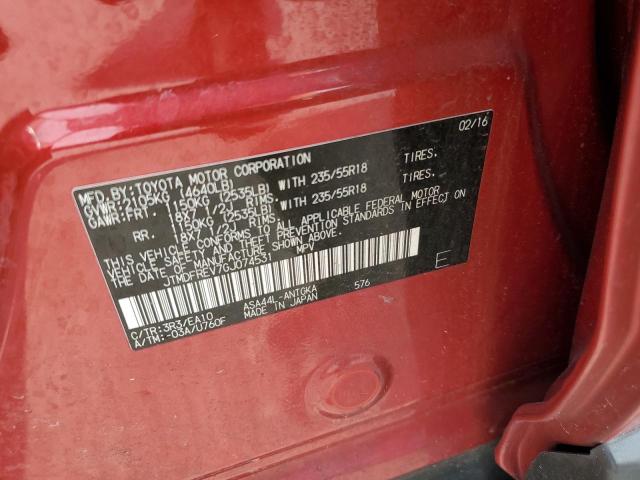 MFD. BY:TOYOTA MOTOR CORPORATION 02/16
GVWR:2105KG (4640LB)
GAWR:FRT. 1150KG (2535LB) WITH 235/55R18 TIRES.
18X7 1/2J RIMS.
RR. 1150KG (2535LB) WITH 235/55R18 TIRES.
18X7 1/2J RIMS.
THIS VEHICLE CONFORMS TO ALL APPLICABLE FEDERAL MOTOR
VEHICLE SAFETY AND THEFT PREVENTION STANDARDS IN EFFECT ON
THE DATE OF MANUFACTURE SHOWN ABOVE.
JTMDFREV7GJ074531 MPV E
C/TR:3R3/EA10 ASA44L-ANTGKA 576
A/TM:-03A/U760F MADE IN JAPAN